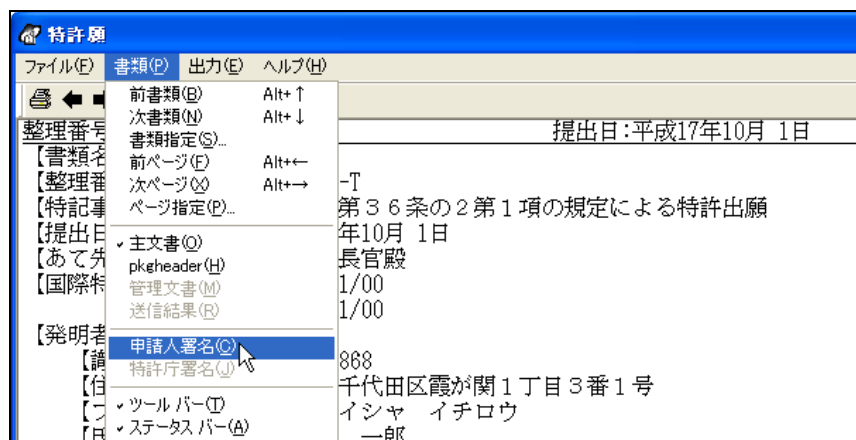 特許願
ファイル(F) 書類(P) 出力(E) ヘルプ(H)
前書類(B) Alt+↑
次書類(N) Alt+↓
書類指定(S)...
前ページ(F) Alt+←
次ページ(X) Alt+→
ページ指定(P)...
主文書(O)
pkgheader(H)
管理文書(M)
送信結果(R)
申請人署名(C)
特許庁署名(J)
ツール バー(T)
ステータス バー(A)
整理番号 提出日:平成17年10月 1日
【書類名
【整理番 -T
【特記事 第36条の2第1項の規定による特許出願
【提出日 年10月 1日
【あて先 長官殿
【国際特 1/00
1/00
【発明者
【識 868
【住 千代田区霞が関1丁目3番1号
【フ イシャ イチロウ
【氏 一郎